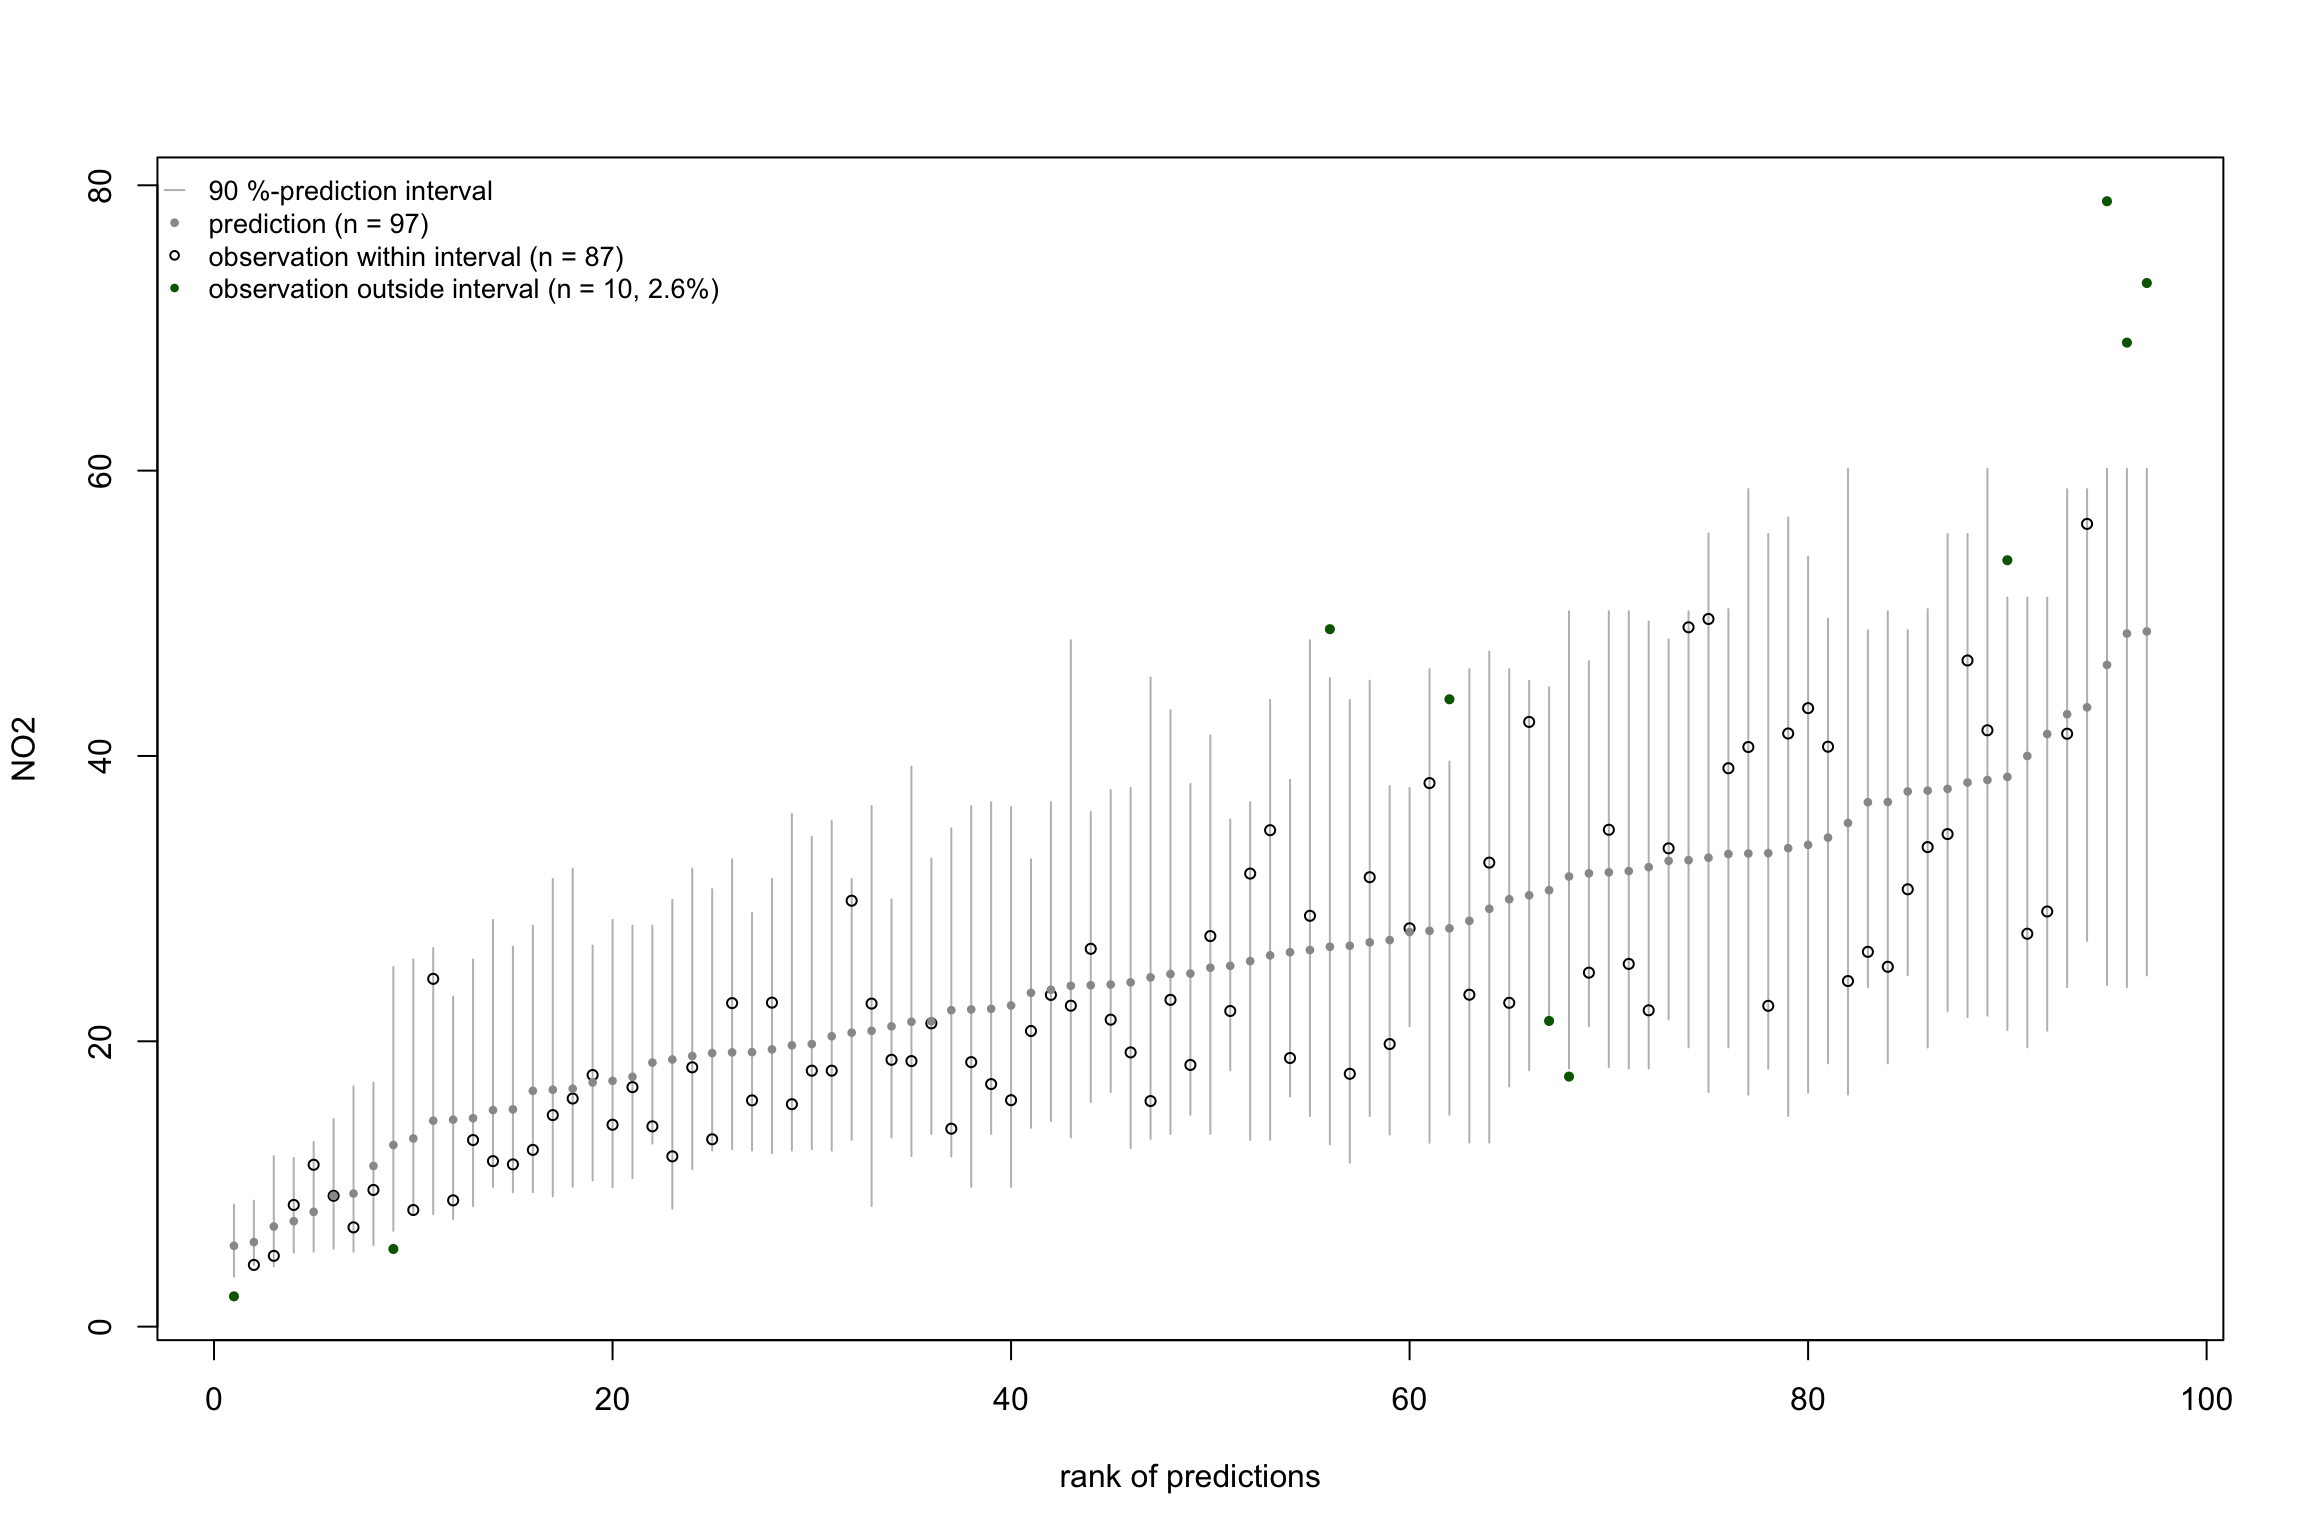 90 %-prediction interval
prediction (n = 97)
observation within interval (n = 87)
observation outside interval (n = 10, 2.6%)
80
60
40
20
0
NO2
0 20 40 60 80 100
rank of predictions